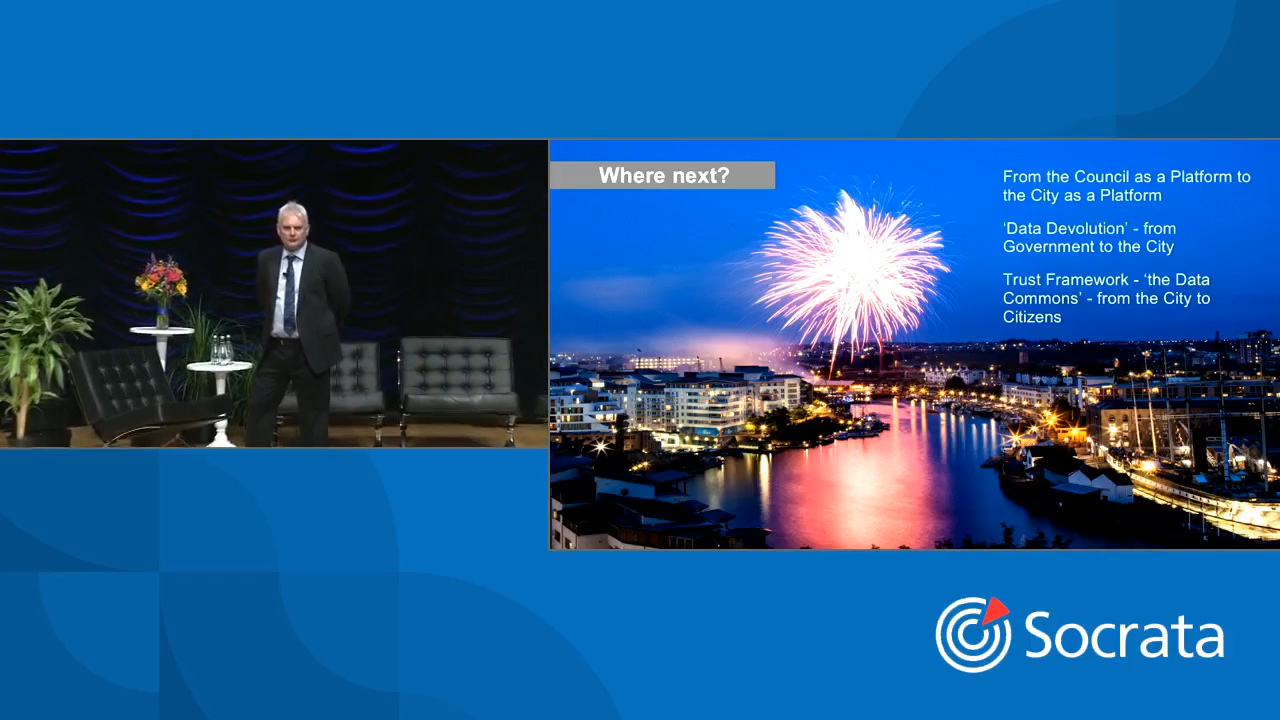 Where next?
From the Council as a Platform to
the City as a Platform
‘Data Devolution’ - from
Government to the City
Trust Framework - ‘the Data
Commons’ - from the City to
Citizens
Socrata